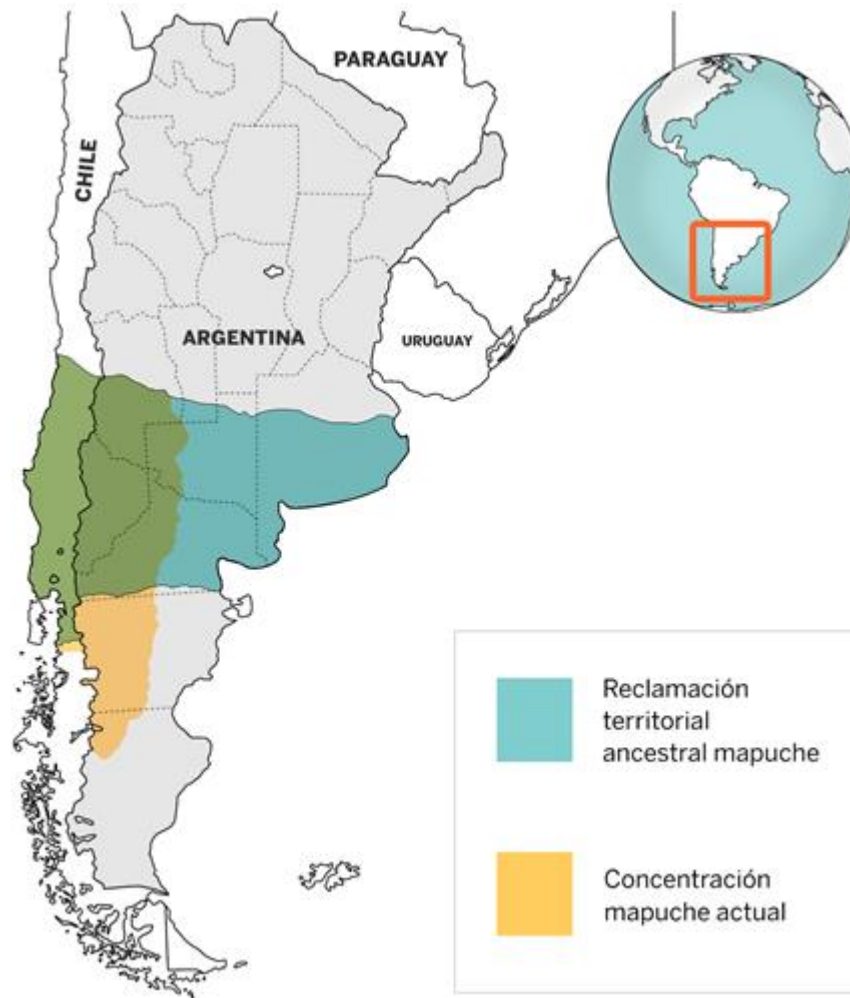 PARAGUAY
CHILE
ARGENTINA
URUGUAY
Reclamación
territorial
ancestral mapuche
Concentración
mapuche actual